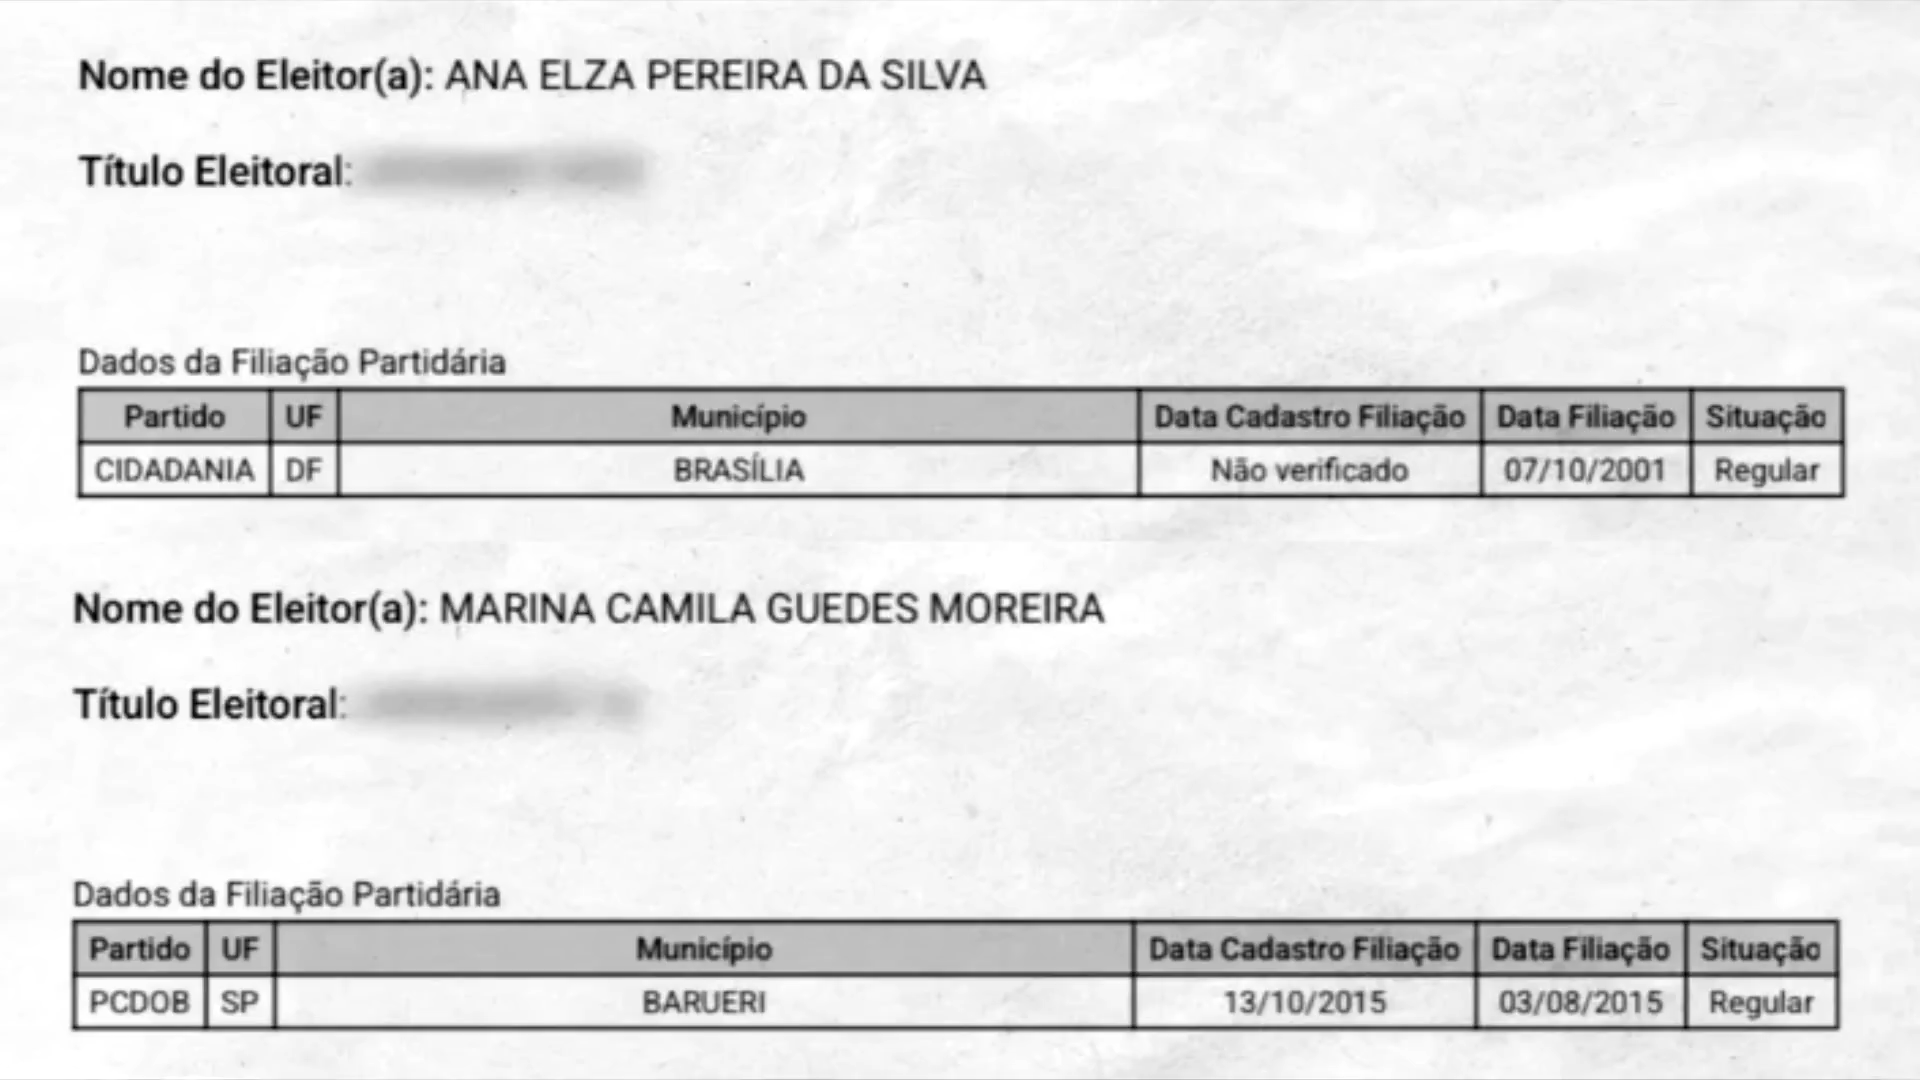 Nome do Eleitor(a): ANA ELZA PEREIRA DA SILVA
Título Eleitoral:
Dados da Filiação Partidária
Partido UF Município Data Cadastro Filiação Data Filiação Situação
CIDADANIA DF BRASÍLIA Não verificado 07/10/2001 Regular
Nome do Eleitor(a): MARINA CAMILA GUEDES MOREIRA
Título Eleitoral:
Dados da Filiação Partidária
Partido UF Município Data Cadastro Filiação Data Filiação Situação
PCDOB SP BARUERI 13/10/2015 03/08/2015 Regular